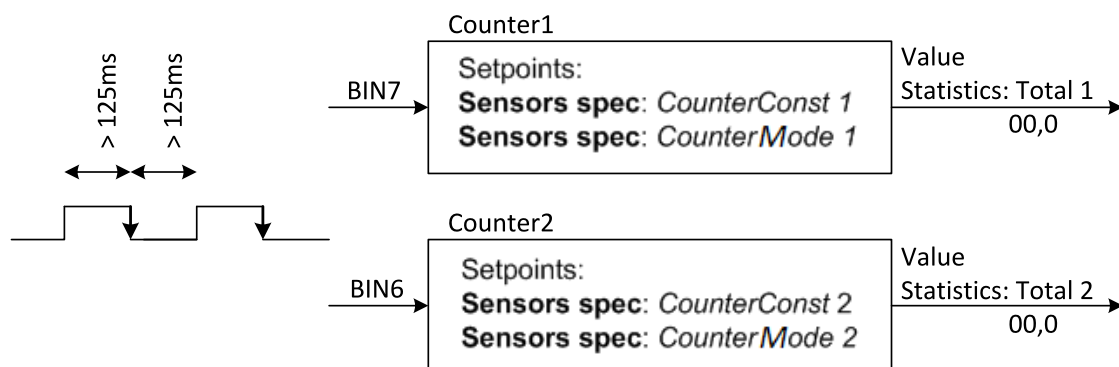 > 125ms
> 125ms
Counter1
BIN7
Setpoints:
Sensors spec: CounterConst 1
Sensors spec: CounterMode 1
Value
Statistics: Total 1
00,0
Counter2
BIN6
Setpoints:
Sensors spec: CounterConst 2
Sensors spec: CounterMode 2
Value
Statistics: Total 2
00,0